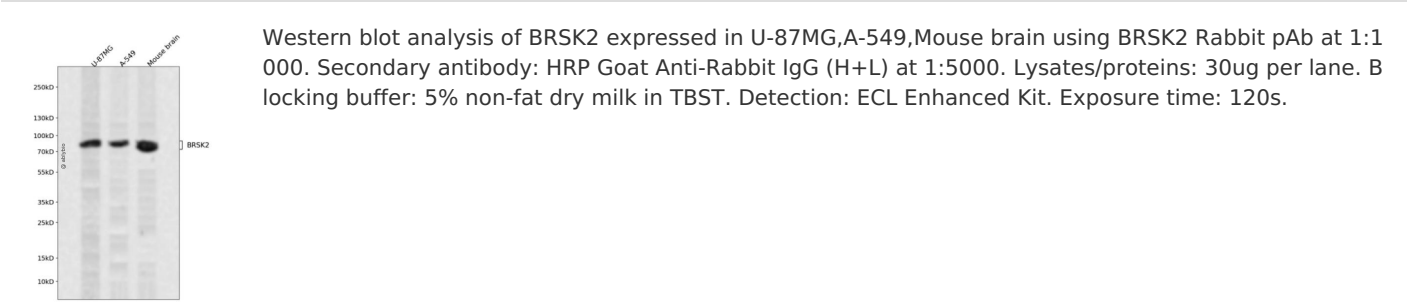 U-87MG
A-549
Mouse brain
250kD
130kD
100kD
70kD
55kD
35kD
25kD
15kD
10kD
BRSK2
@ ablybio
Western blot analysis of BRSK2 expressed in U-87MG,A-549,Mouse brain using BRSK2 Rabbit pAb at 1:1
000. Secondary antibody: HRP Goat Anti-Rabbit IgG (H+L) at 1:5000. Lysates/proteins: 30ug per lane. B
locking buffer: 5% non-fat dry milk in TBST. Detection: ECL Enhanced Kit. Exposure time: 120s.